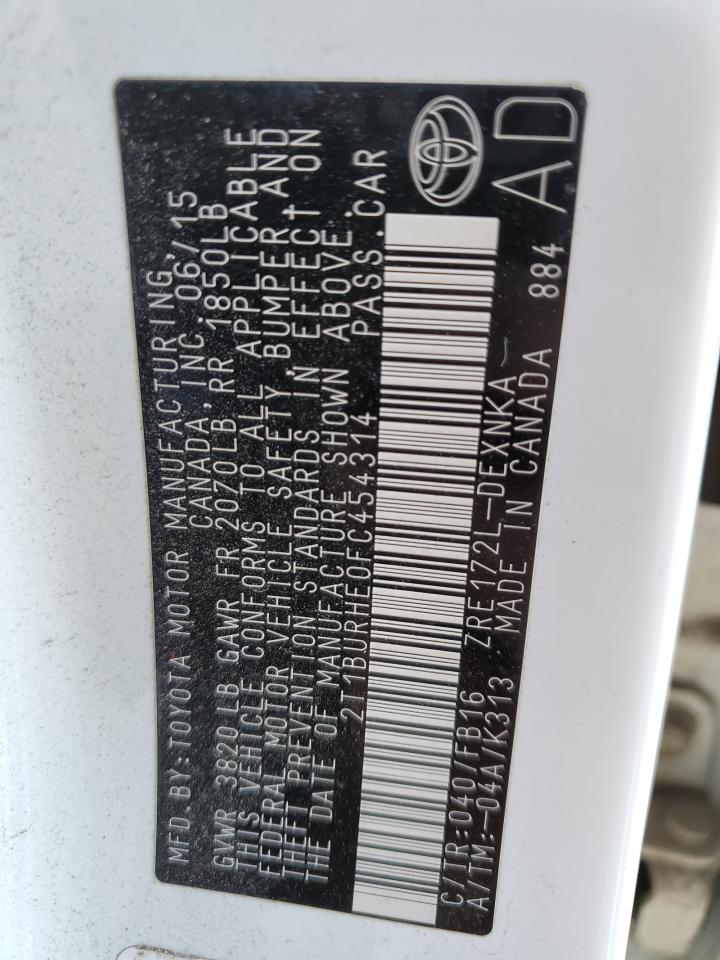 MFD.BY:TOYOTA MOTOR MANUFACTURING,
CANADA, INC. 06/15
GVWR 3820LB GAWR FR 2020LB RR 1850LB
THIS VEHICLE CONFORMS TO ALL APPLICABLE
FEDERAL MOTOR VEHICLE SAFETY, BUMPER, AND
THEFT PREVENTION STANDARDS IN EFFECT ON
THE DATE OF MANUFACTURE SHOWN ABOVE.
2T1BURHE0FC454314 PASS.CAR
C/TR:040/FB16 ZRE172L-DEXNKA
A/TM:-04A/K313 MADE IN CANADA 884
AD